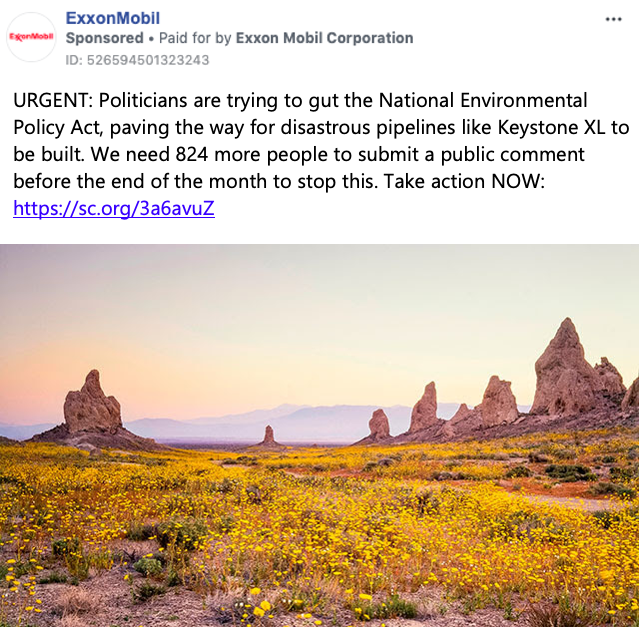 ExxonMobil
ExxonMobil
Sponsored • Paid for by Exxon Mobil Corporation
ID: 526594501323243
URGENT: Politicians are trying to gut the National Environmental
Policy Act, paving the way for disastrous pipelines like Keystone XL to
be built. We need 824 more people to submit a public comment
before the end of the month to stop this. Take action NOW:
https://sc.org/3a6avuZ